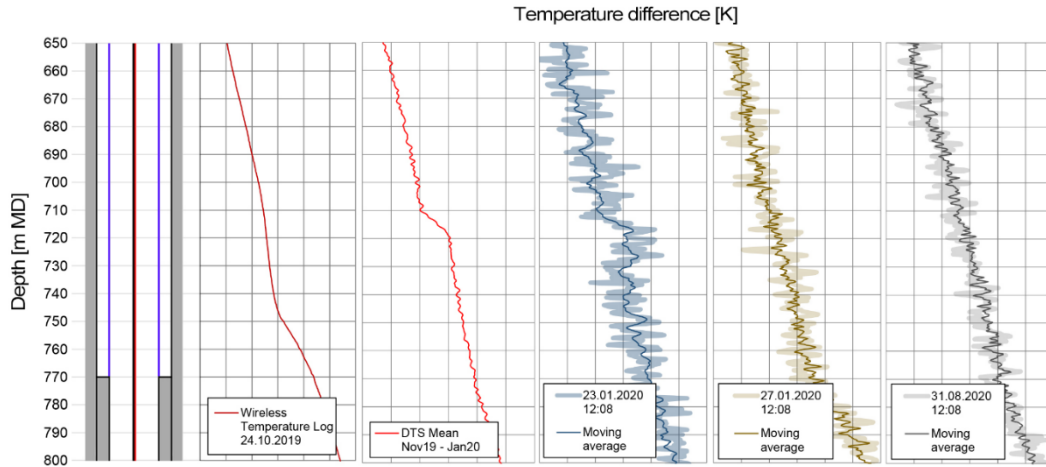 Temperature difference [K]
Depth [m MD]
650
660
670
680
690
700
710
720
730
740
750
760
770
780
790
800
Wireless
Temperature Log
24.10.2019
DTS Mean
Nov19 - Jan20
23.01.2020
12:08
Moving
average
27.01.2020
12:08
Moving
average
31.08.2020
12:08
Moving
average